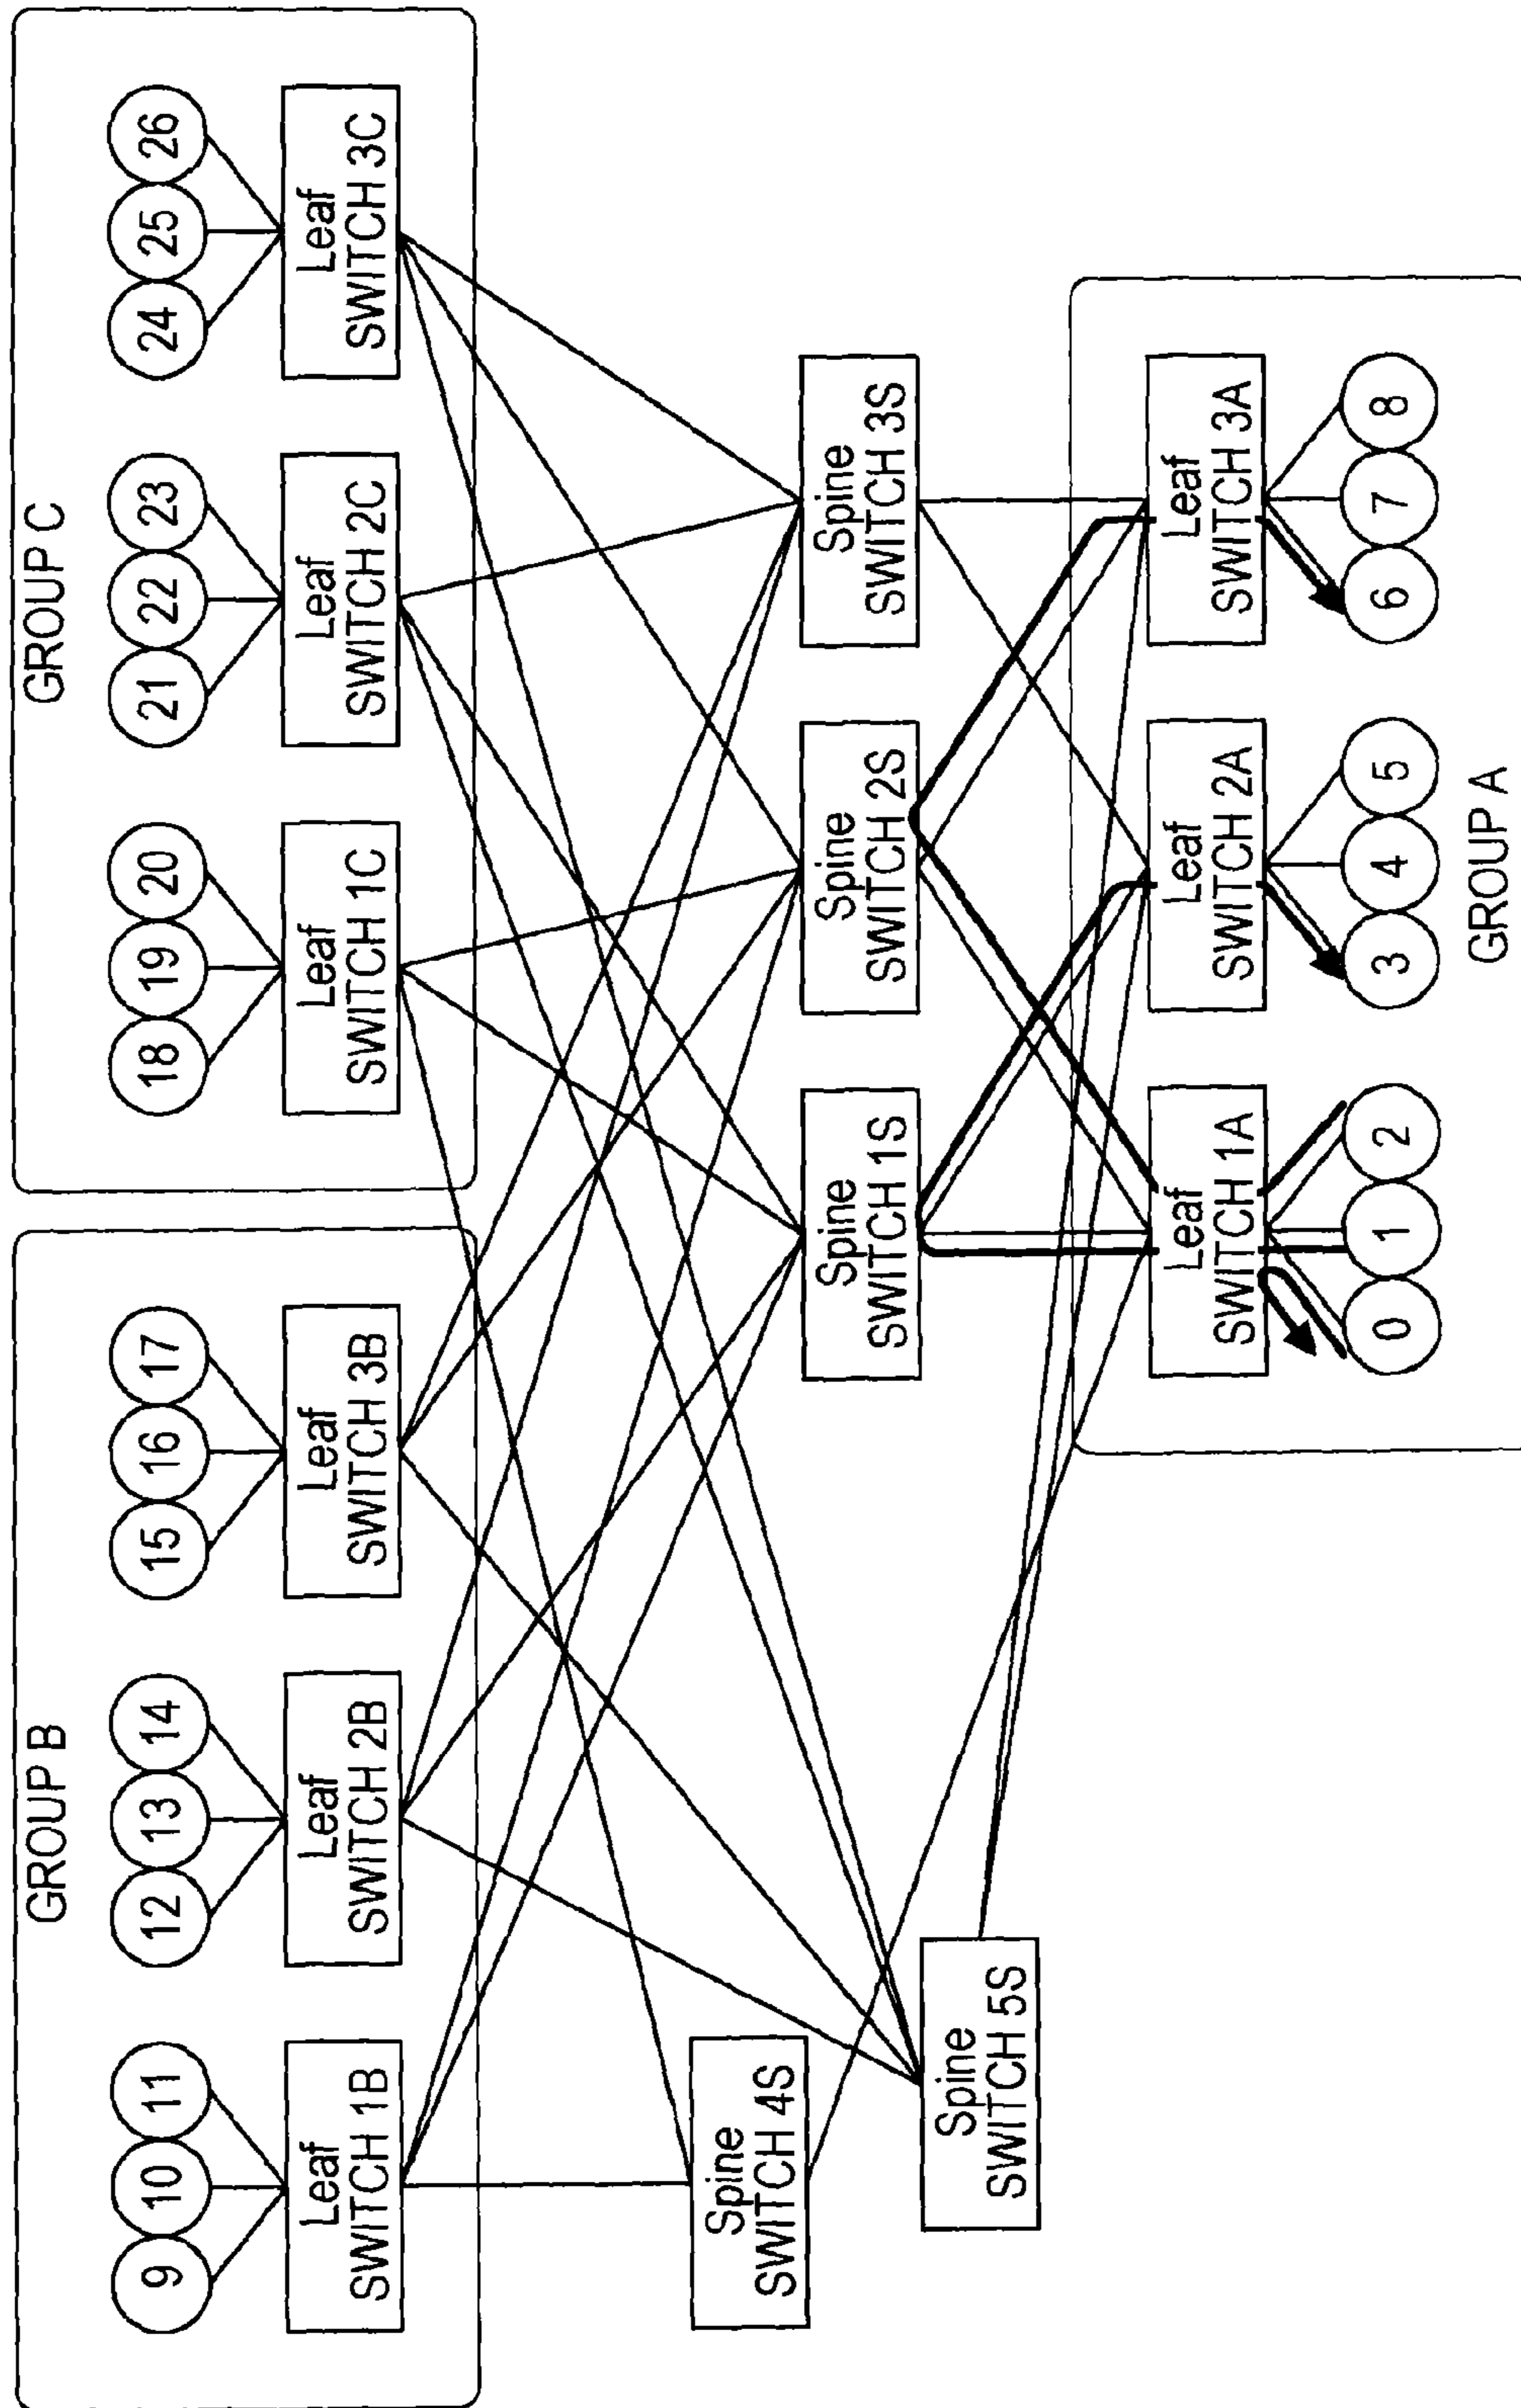 GROUP B
9 10 11 12 13 14 15 16 17
Leaf
SWITCH 1B
Leaf
SWITCH 2B
Leaf
SWITCH 3B
GROUP C
18 19 20 21 22 23 24 25 26
Leaf
SWITCH 1C
Leaf
SWITCH 2C
Leaf
SWITCH 3C
Spine
SWITCH 4S
Spine
SWITCH 5S
Spine
SWITCH 1S
Spine
SWITCH 2S
Spine
SWITCH 3S
Leaf
SWITCH 1A
Leaf
SWITCH 2A
Leaf
SWITCH 3A
0 1 2 3 4 5 6 7 8
GROUP A